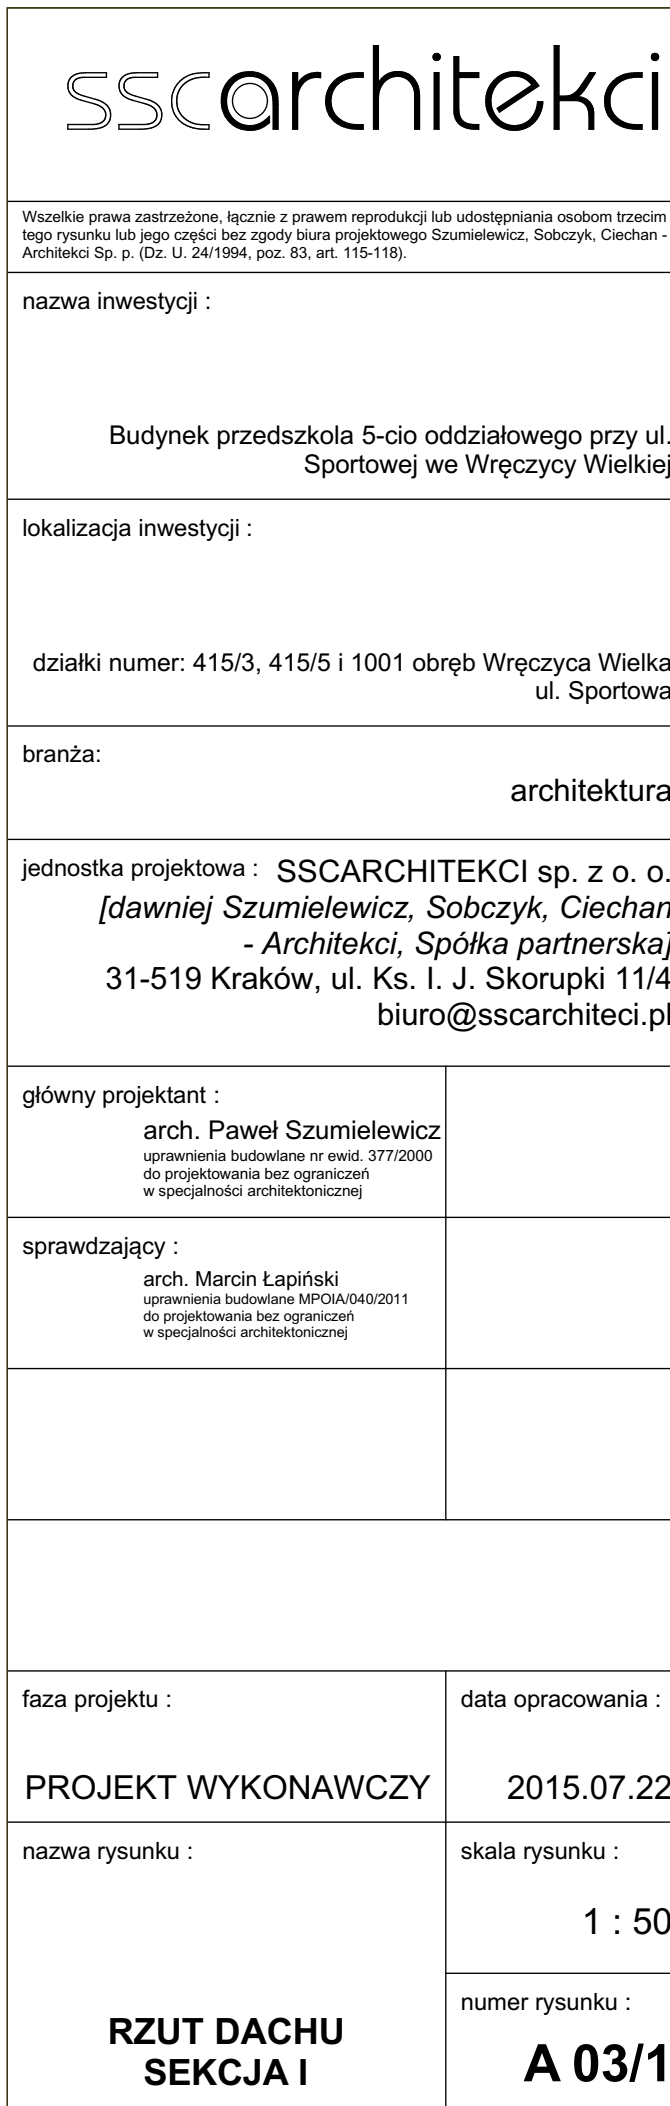 sscarchitekci
Wszelkie prawa zastrzeżone, łącznie z prawem reprodukcji lub udostępniania osobom trzecim
tego rysunku lub jego części bez zgody biura projektowego Szumielewicz, Sobczyk, Ciechan -
Architekci Sp. p. (Dz. U. 24/1994, poz. 83, art. 115-118).
nazwa inwestycji :
Budynek przedszkola 5-cio oddziałowego przy ul.
Sportowej we Wręczycy Wielkiej
lokalizacja inwestycji :
działki numer: 415/3, 415/5 i 1001 obręb Wręczyca Wielka
ul. Sportowa
branża:
architektura
jednostka projektowa : SSCARCHITEKCI sp. z o. o.
[dawniej Szumielewicz, Sobczyk, Ciechan
- Architekci, Spółka partnerska]
31-519 Kraków, ul. Ks. I. J. Skorupki 11/4
biuro@sscarchiteci.pl
główny projektant :
arch. Paweł Szumielewicz
uprawnienia budowlane nr ewid. 377/2000
do projektowania bez ograniczeń
w specjalności architektonicznej
sprawdzający :
arch. Marcin Łapiński
uprawnienia budowlane MPOIA/040/2011
do projektowania bez ograniczeń
w specjalności architektonicznej
faza projektu :
PROJEKT WYKONAWCZY
data opracowania :
2015.07.22
nazwa rysunku :
RZUT DACHU
SEKCJA I
skala rysunku :
1 : 50
numer rysunku :
A 03/1